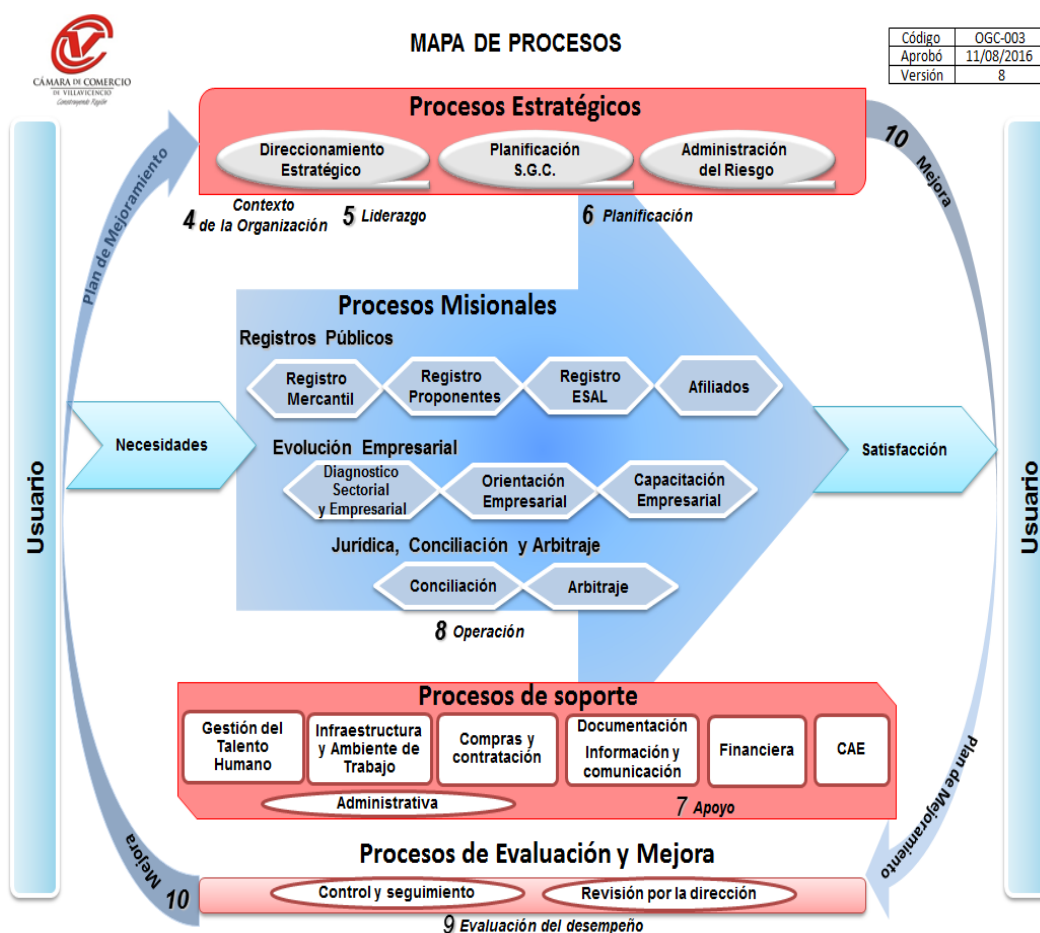 CÁMARA DE COMERCIO
DE VILLAVICENCIO
Construyendo Región
MAPA DE PROCESOS
Código OGC-003
Aprobó 11/08/2016
Versión 8
Usuario
Plan de Mejoramiento
Procesos Estratégicos
Direccionamiento
Estratégico
Planificación
S.G.C.
Administración
del Riesgo
10 Mejora
4 Contexto
de la Organización
5 Liderazgo
6 Planificación
Procesos Misionales
Registros Públicos
Registro
Mercantil
Registro
Proponentes
Registro
ESAL
Afiliados
Necesidades
Evolución Empresarial
Diagnostico
Sectorial
y Empresarial
Orientación
Empresarial
Capacitación
Empresarial
Satisfacción
Jurídica, Conciliación y Arbitraje
Conciliación
Arbitraje
8 Operación
Usuario
Procesos de soporte
Gestión del
Talento
Humano
Infraestructura
y Ambiente de
Trabajo
Compras y
contratación
Documentación
Información y
comunicación
Financiera
CAE
Administrativa
7 Apoyo
Plan de Mejoramiento
Mejora
10
Procesos de Evaluación y Mejora
Control y seguimiento
Revisión por la dirección
9 Evaluación del desempeño